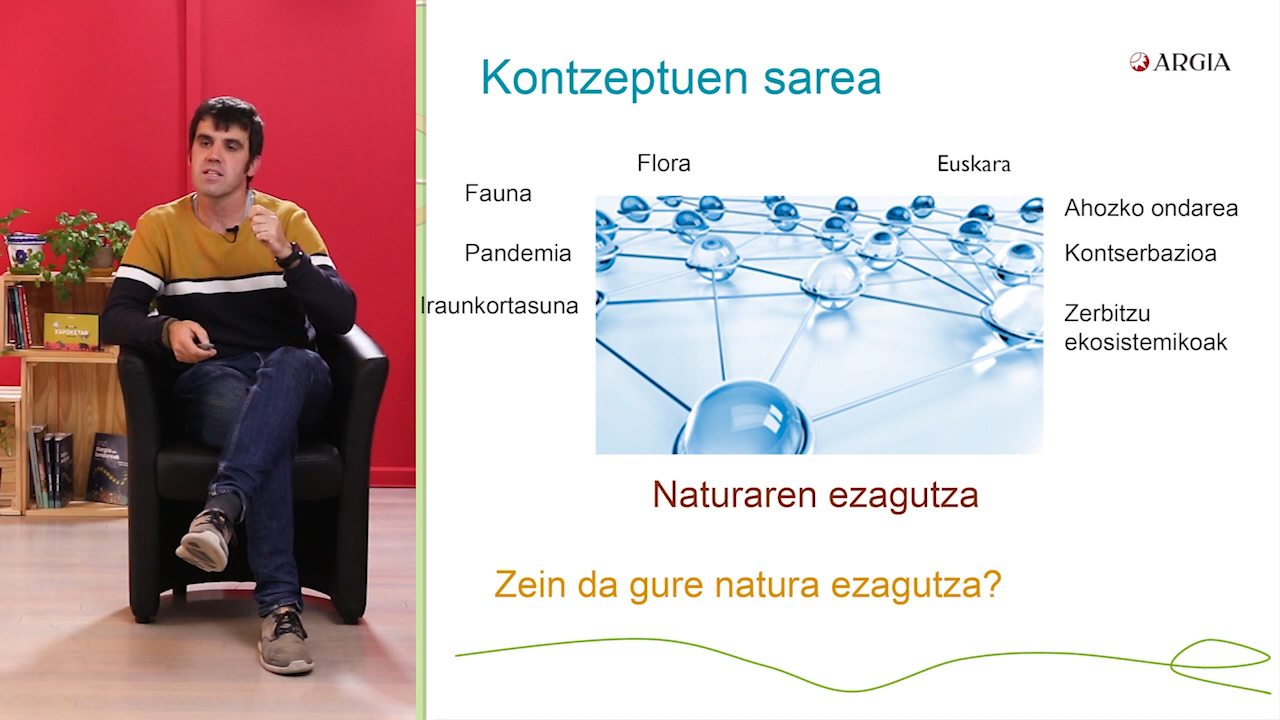 Kontzeptuen sarea
ARGIA
Flora
Euskara
Fauna
Ahozko ondarea
Pandemia
Kontserbazioa
Iraunkortasuna
Zerbitzu
ekosistemikoak
Naturaren ezagutza
Zein da gure natura ezagutza?